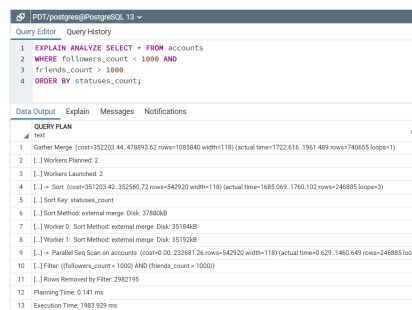 PDT/postgres@PostgreSQL 13
Query Editor Query History
1 EXPLAIN ANALYZE SELECT * FROM accounts
2 WHERE followers_count < 1000 AND
3 friends_count > 1000
4 ORDER BY statuses_count;
Data Output Explain Messages Notifications
QUERY PLAN
text
1 Gather Merge (cost=352203.44..478893.62 rows=1085840 width=118) (actual time=1722.616..1961.489 rows=740655 loops=1)
2 [...] Workers Planned: 2
3 [...] Workers Launched: 2
4 [...] -> Sort (cost=351203.42..352560.72 rows=542920 width=118) (actual time=1685.069..1760.102 rows=246885 loops=3)
5 [...] Sort Key: statuses_count
6 [...] Sort Method: external merge Disk: 37880kB
7 [...] Worker 0: Sort Method: external merge Disk: 35184kB
8 [...] Worker 1: Sort Method: external merge Disk: 35192kB
9 [...] -> Parallel Seq Scan on accounts (cost=0.00..232681.26 rows=542920 width=118) (actual time=0.629..1460.649 rows=246885 loo
10 [...] Filter: ((followers_count < 1000) AND (friends_count > 1000))
11 [...] Rows Removed by Filter: 2982195
12 Planning Time: 0.141 ms
13 Execution Time: 1983.929 ms